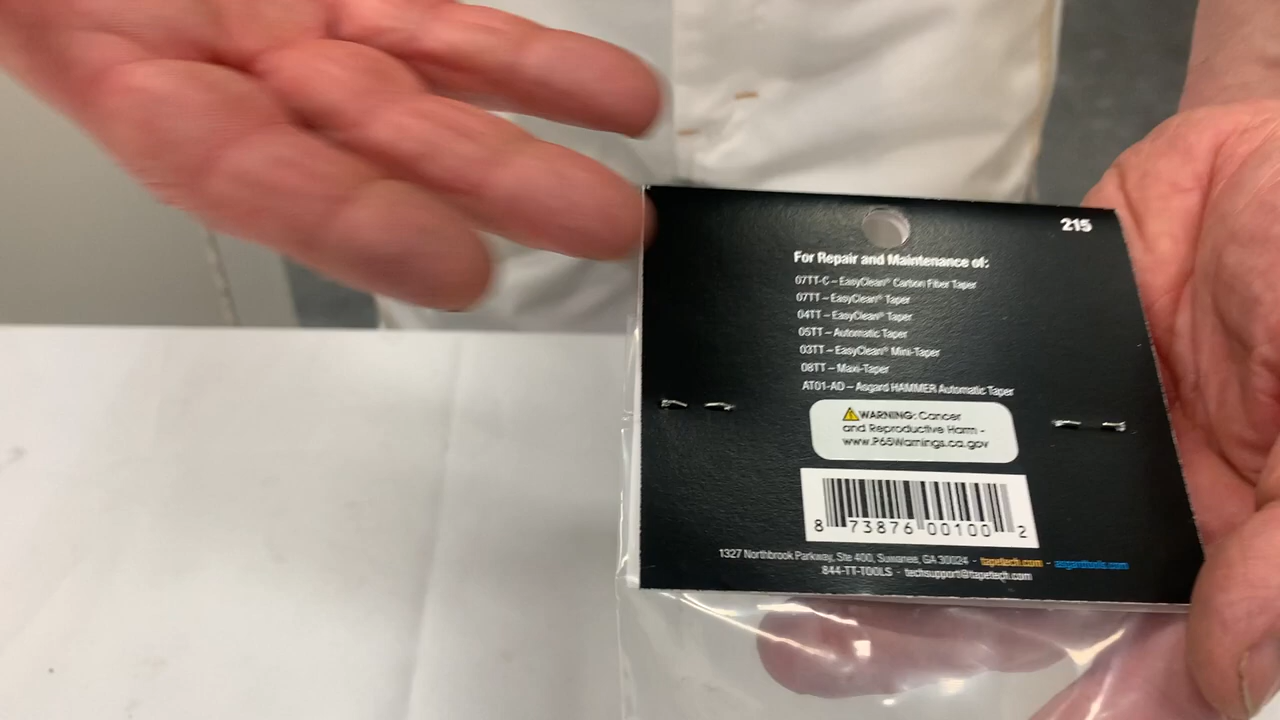 215
For Repair and Maintenance of:
07TT-C – EasyClean® Carbon Fiber Taper
07TT – EasyClean® Taper
04TT – EasyClean® Taper
05TT – Automatic Taper
03TT – EasyClean® Mini-Taper
08TT – Maxi-Taper
AT01-AD – Asgard HAMMER Automatic Taper
WARNING: Cancer
and Reproductive Harm -
www.P65Warnings.ca.gov
8 73876 00100 2
1327 Northbrook Parkway, Ste 400, Suwanee, GA 30024 - tapetech.com - asgardtools.com
844-TT-TOOLS - techsupport@tapetech.com